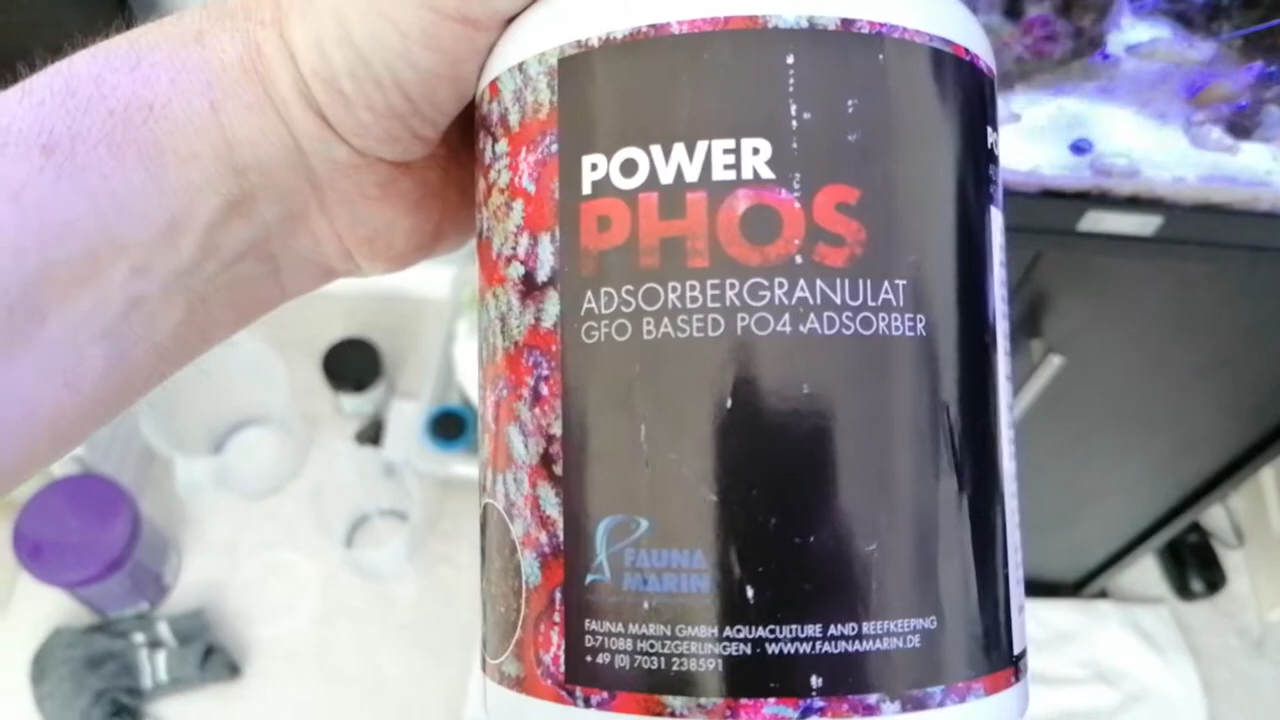 POWER
PHOS
ADSORBERGRANULAT
GFO BASED PO4 ADSORBER
FAUNA
MARIN
FAUNA MARIN GMBH AQUACULTURE AND REEFKEEPING
D-71088 HOLZGERLINGEN - WWW.FAUNAMARIN.DE
+ 49 (0) 7031 238591